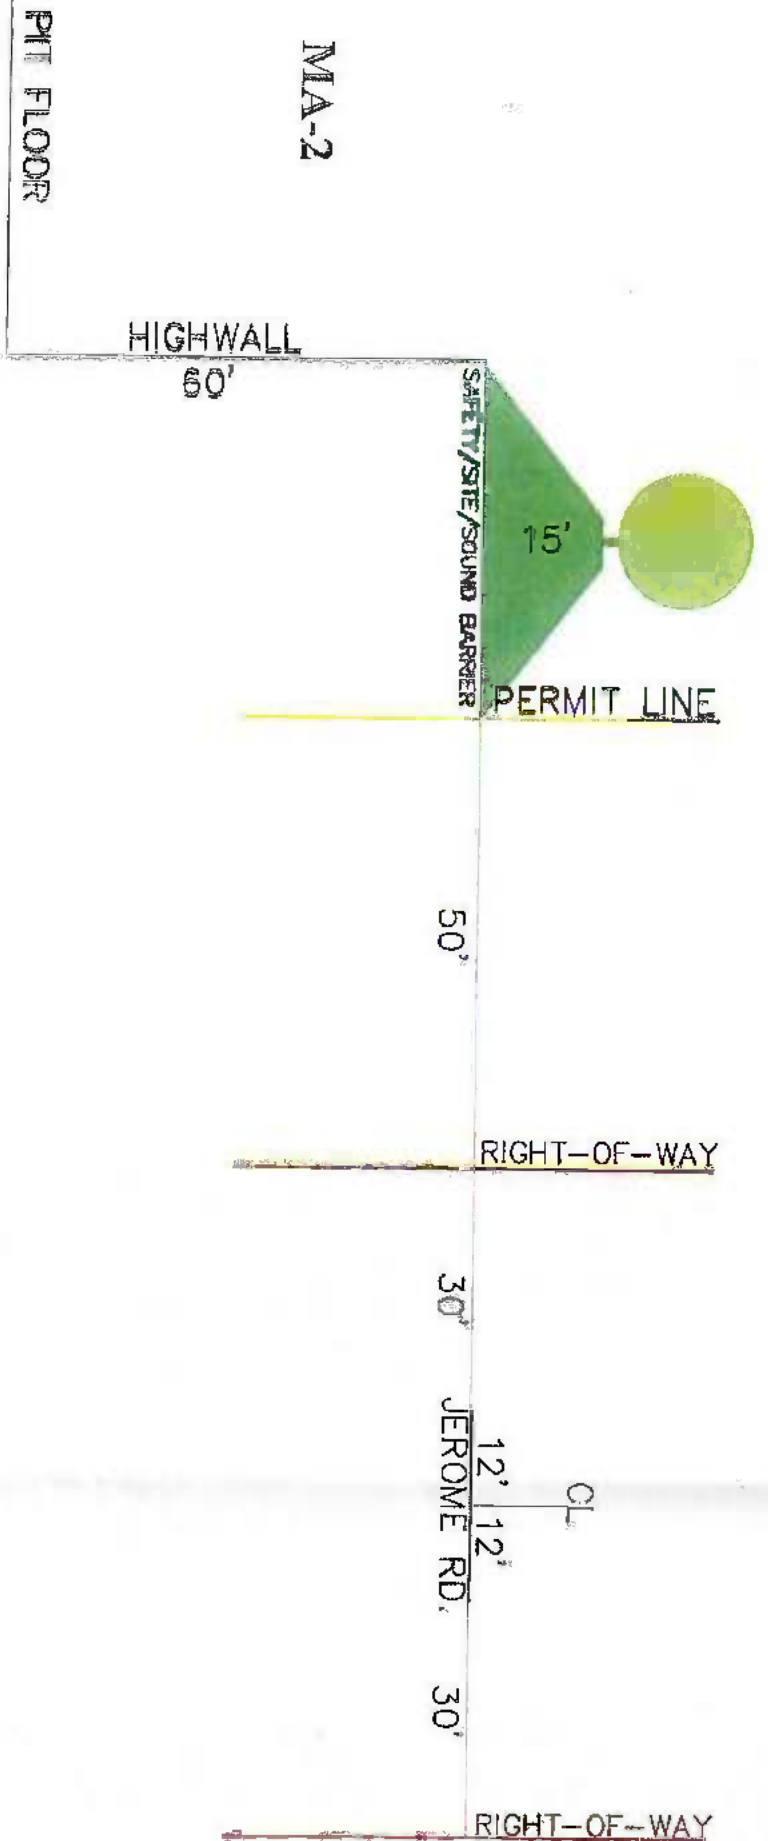 MA-2
PIT FLOOR
HIGHWALL
60'
SAFETY/SITE/SOUND BARRIER
15'
PERMIT LINE
50'
RIGHT-OF-WAY
30'
JEROME RD.
12'
CL
12'
30'
RIGHT-OF-WAY